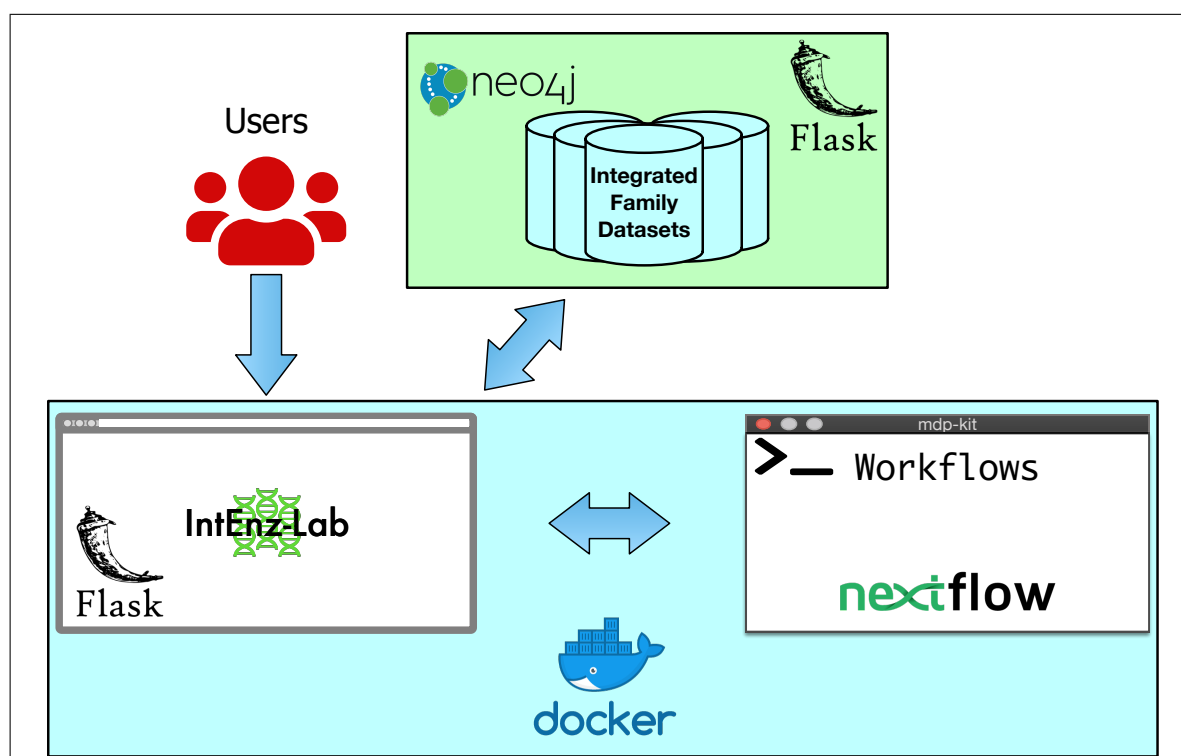 Users
neo4j
Flask
Integrated
Family
Datasets
mdp-kit
>_ Workflows
IntEnz-Lab
Flask
nextflow
docker